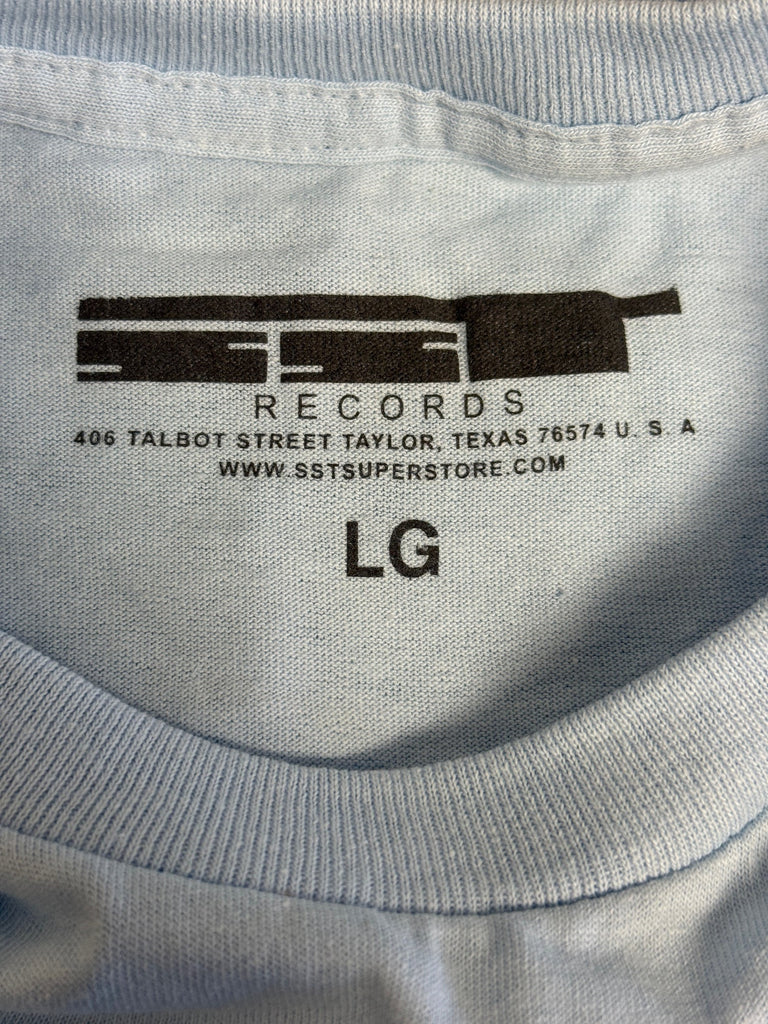 SST
RECORDS
406 TALBOT STREET TAYLOR, TEXAS 76574 U. S. A
WWW.SSTSUPERSTORE.COM
LG